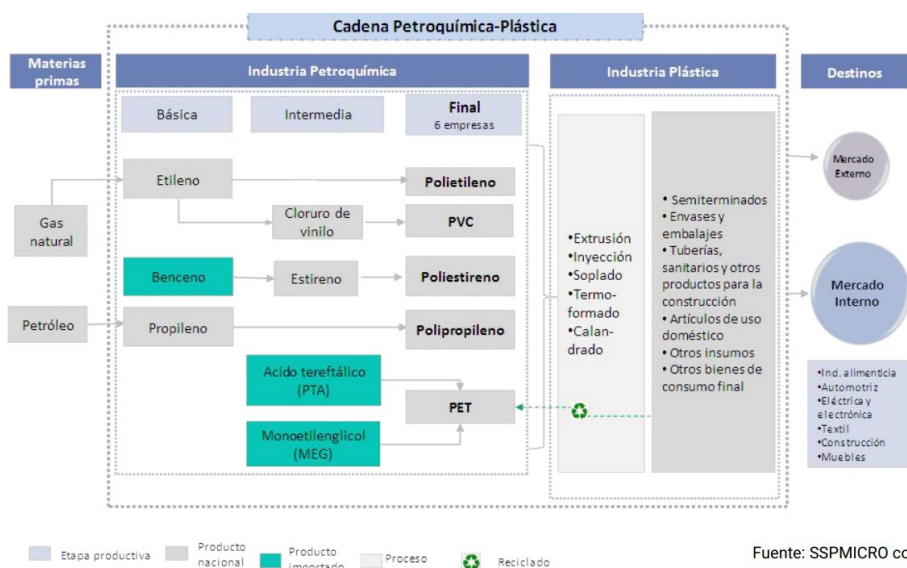 Cadena Petroquímica-Plástica
Materias
primas
Industria Petroquímica
Industria Plástica
Destinos
Básica
Intermedia
Final
6 empresas
Etileno
Polietileno
Gas
natural
Cloruro de
vinilo
PVC
Benceno
Estireno
Poliestireno
Petróleo
Propileno
Polipropileno
Acido tereftálico
(PTA)
PET
Monoetilenglicol
(MEG)
•Extrusión
•Inyección
•Soplado
•Termo-
formado
•Calan-
drado
• Semiterminados
• Envases y
embalajes
• Tuberías,
sanitarios y otros
productos para la
construcción
• Artículos de uso
doméstico
• Otros insumos
• Otros bienes de
consumo final
Mercado
Externo
Mercado
Interno
•Ind. alimenticia
•Automotriz
•Eléctrica y
electrónica
•Textil
•Construcción
•Muebles
Etapa productiva
Producto
nacional
Producto
importado
Proceso
Reciclado
Fuente: SSPMICRO co